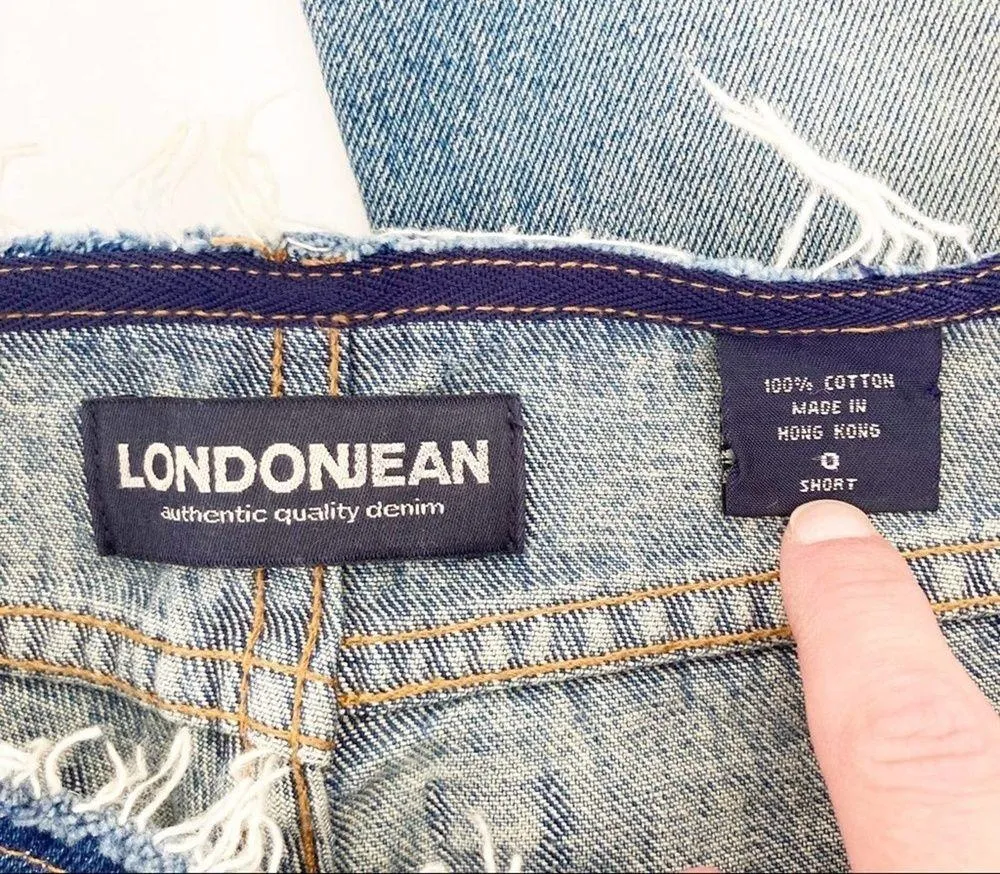 LONDONJEAN
authentic quality denim
100% COTTON
MADE IN
HONG KONG
0
SHORT